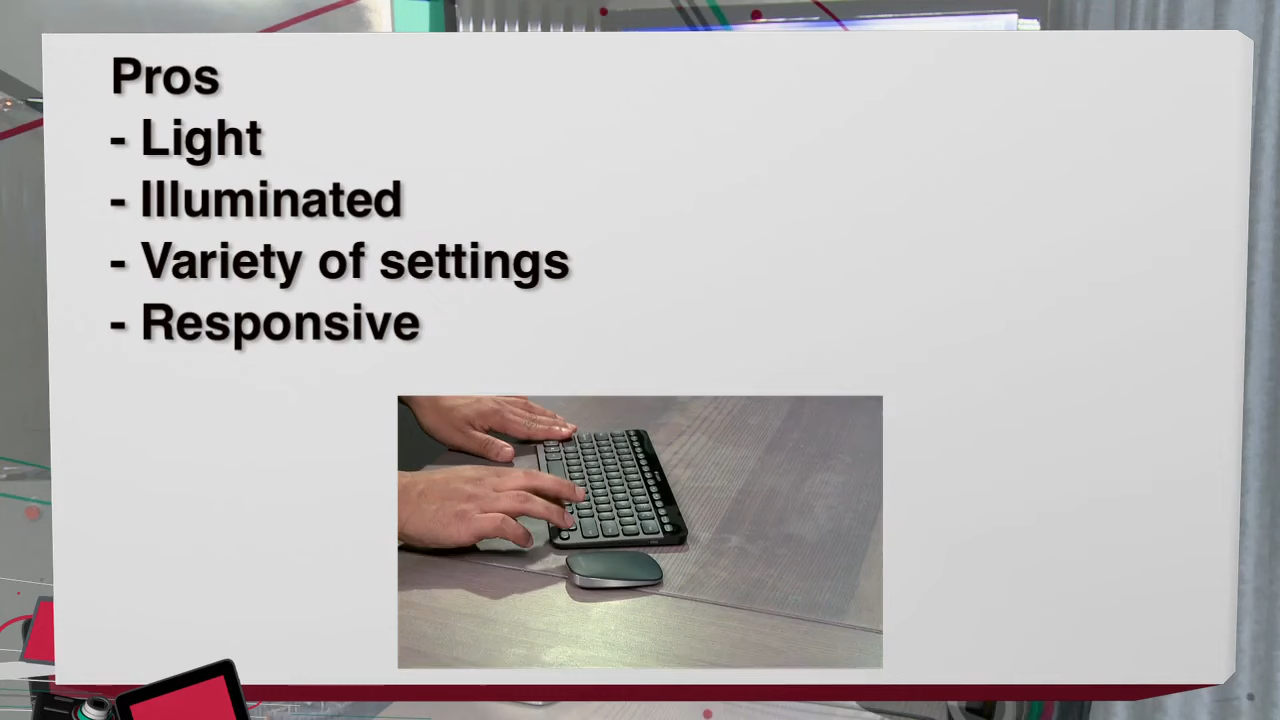 Pros
- Light
- Illuminated
- Variety of settings
- Responsive